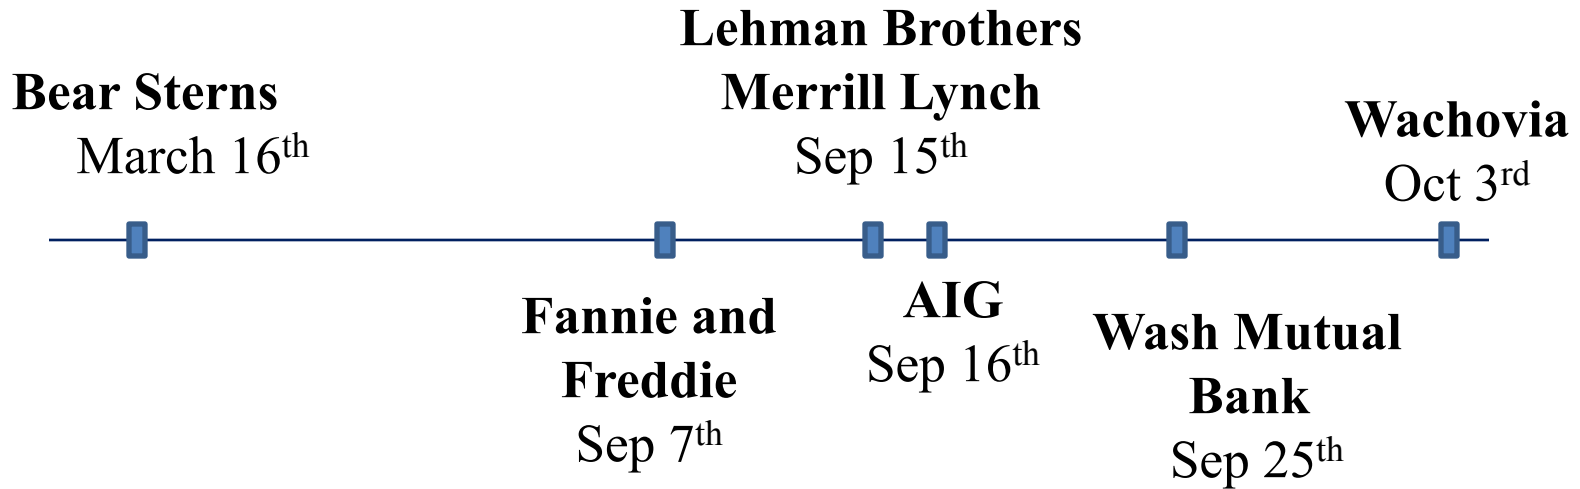 Bear Sterns
March 16th
Fannie and
Freddie
Sep 7th
Lehman Brothers
Merrill Lynch
Sep 15th
AIG
Sep 16th
Wash Mutual
Bank
Sep 25th
Wachovia
Oct 3rd